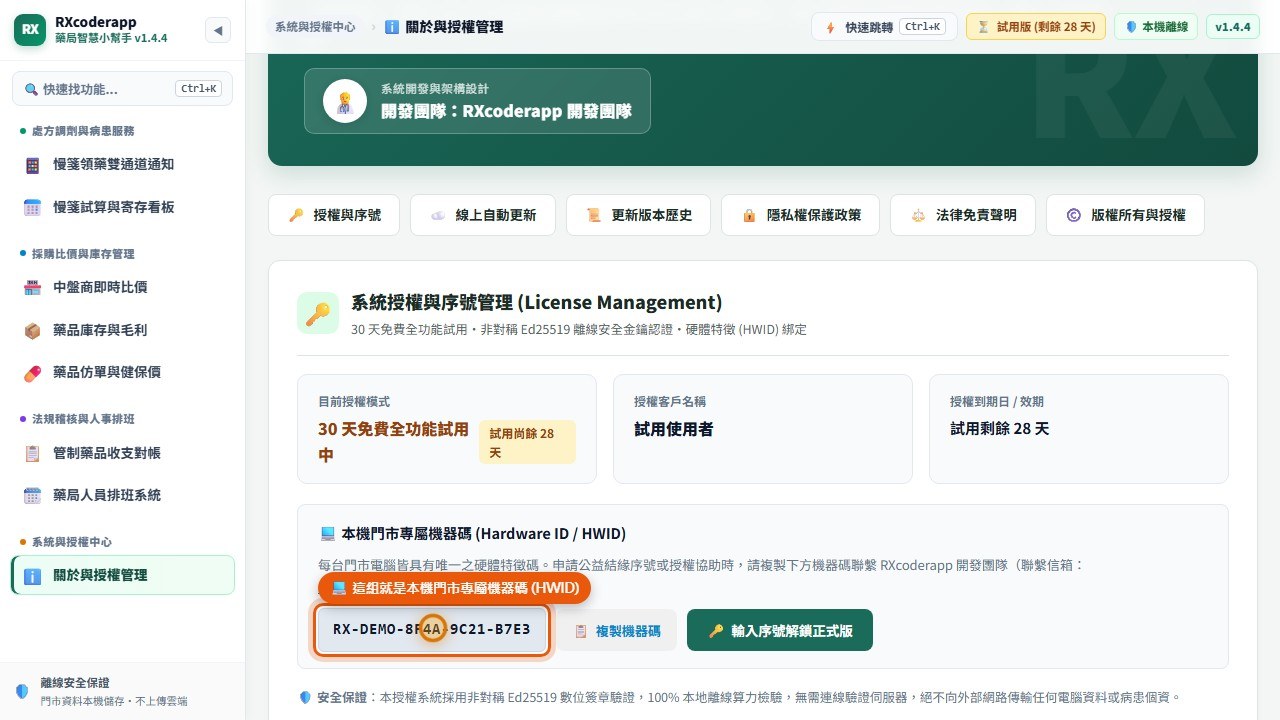 RX
RXcoderapp
藥局智慧小幫手 v1.4.4
◀
快速找功能...
Ctrl+K
處方調劑與病患服務
慢箋領藥雙通道通知
慢箋試算與寄存看板
採購比價與庫存管理
中盤商即時比價
藥品庫存與毛利
藥品仿單與健保價
法規稽核與人事排班
管制藥品收支對帳
藥局人員排班系統
系統與授權中心
關於與授權管理
離線安全保證
門市資料本機儲存・不上傳雲端
系統與授權中心 › 關於與授權管理
快速跳轉 Ctrl+K
試用版 (剩餘 28 天)
本機離線
v1.4.4
RX
系統開發與架構設計
開發團隊：RXcoderapp 開發團隊
授權與序號
線上自動更新
更新版本歷史
隱私權保護政策
法律免責聲明
版權所有與授權
系統授權與序號管理 (License Management)
30 天免費全功能試用・非對稱 Ed25519 離線安全金鑰認證・硬體特徵 (HWID) 綁定
目前授權模式
30 天免費全功能試用中
試用尚餘 28 天
授權客戶名稱
試用使用者
授權到期日 / 效期
試用剩餘 28 天
本機門市專屬機器碼 (Hardware ID / HWID)
每台門市電腦皆具有唯一之硬體特徵碼。申請公益結緣序號或授權協助時，請複製下方機器碼聯繫 RXcoderapp 開發團隊（聯繫信箱：
這組就是本機門市專屬機器碼 (HWID)
RX-DEMO-8F4A-9C21-B7E3
複製機器碼
輸入序號解鎖正式版
安全保證：本授權系統採用非對稱 Ed25519 數位簽章驗證，100% 本地離線算力檢驗，無需連線驗證伺服器，絕不向外部網路傳輸任何電腦資料或病患個資。